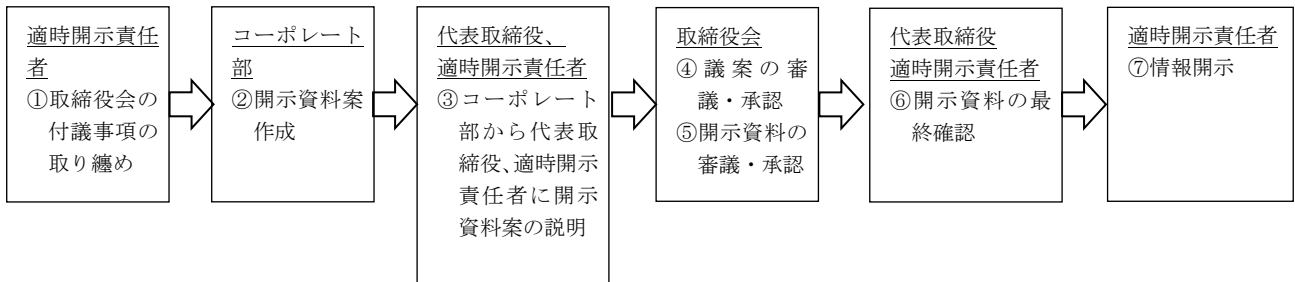 適時開示責任
者
①取締役会の
付議事項の
取り纏め
コーポレート
部
②開示資料案
作成
代表取締役、
適時開示責任者
③コーポレート
部から代表取
締役、適時開示
責任者に開示
資料案の説明
取締役会
④議案の審
議・承認
⑤開示資料の
審議・承認
代表取締役
適時開示責任者
⑥開示資料の最
終確認
適時開示責任者
⑦情報開示